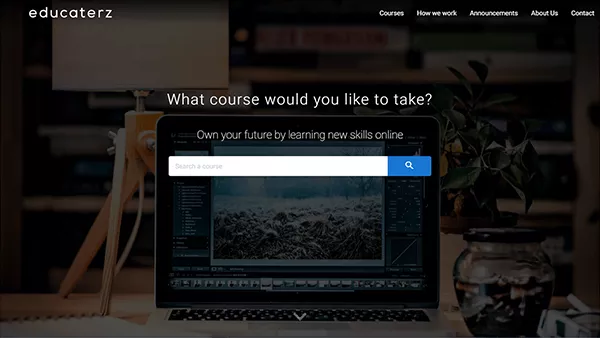 educaterz
Courses How we work Announcements About Us Contact
What course would you like to take?
Own your future by learning new skills online
Search a course